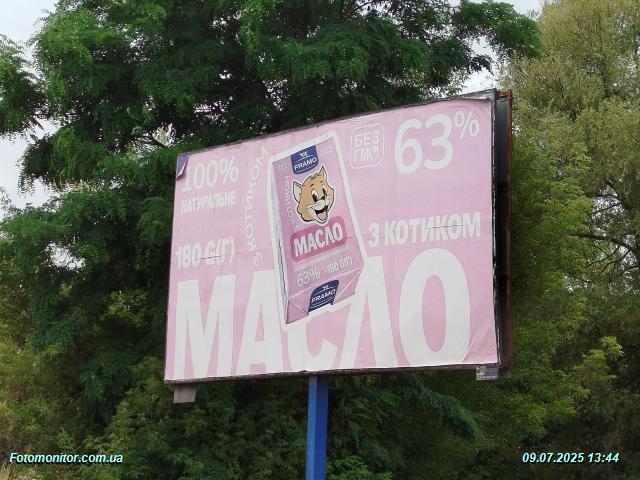 100%
НАТУРАЛЬНЕ
З КОТИКОМ
БЕЗ
ГМО
63%
FRAMO
З КОТИКОМ
МАСЛО
63% 180 G(Г)
FRAMO
180 G(Г)
З КОТИКОМ
МАСЛО
Fotomonitor.com.ua
09.07.2025 13:44